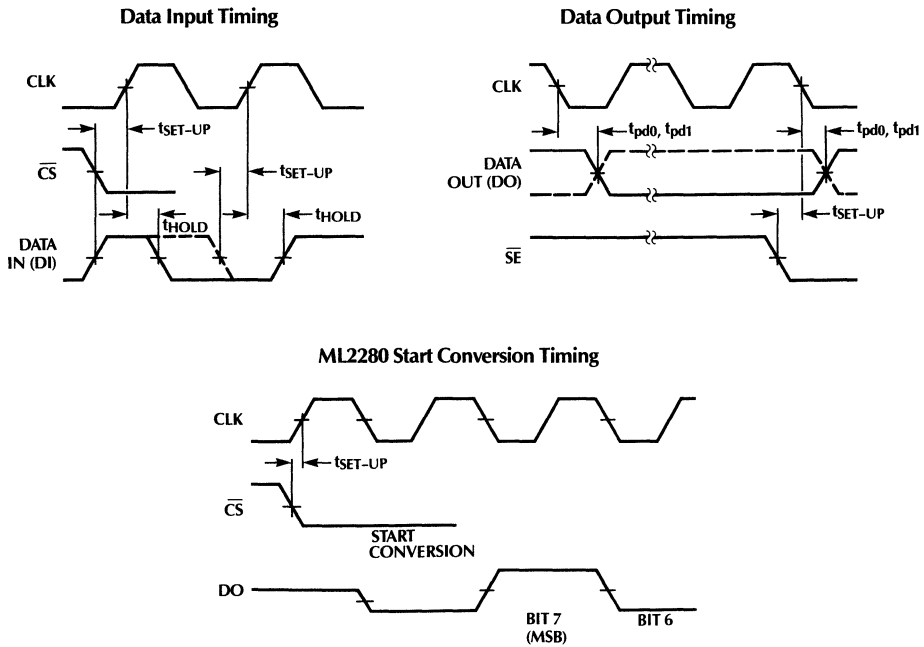 Data Input Timing
CLK
tSET–UP
CS
tSET–UP
tHOLD
tHOLD
DATA
IN (DI)
Data Output Timing
CLK
tpd0, tpd1
tpd0, tpd1
DATA
OUT (DO)
tSET–UP
SE
ML2280 Start Conversion Timing
CLK
tSET–UP
CS
START
CONVERSION
DO
BIT 7
(MSB)
BIT 6